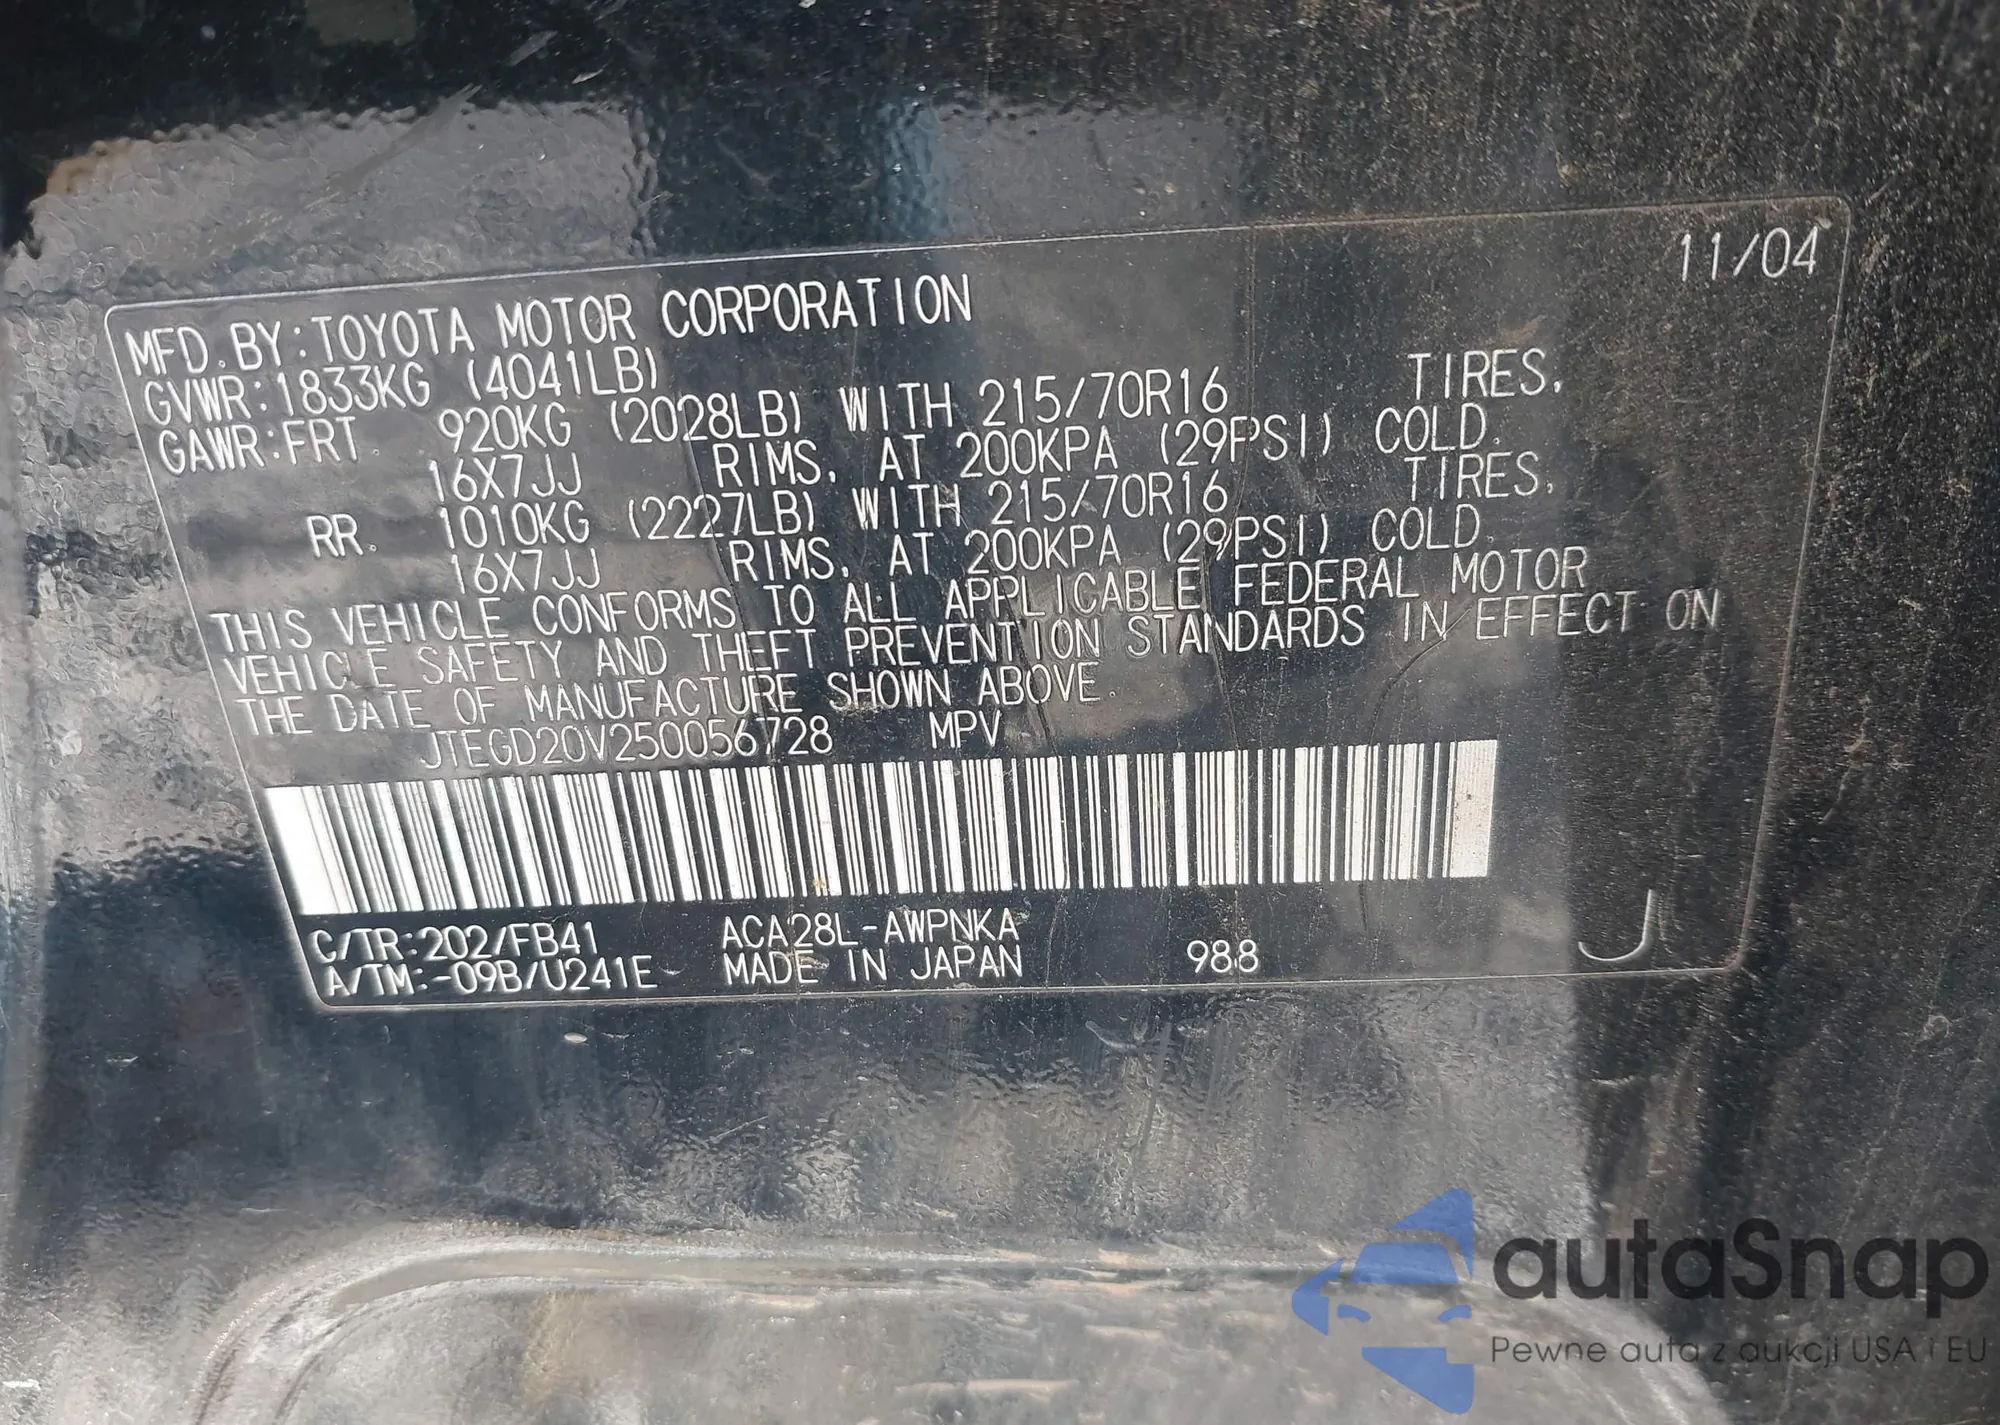 11/04
MFD.BY:TOYOTA MOTOR CORPORATION
GVWR:1833KG (4041LB)
GAWR:FRT. 920KG (2028LB) WITH 215/70R16 TIRES,
16X7JJ RIMS, AT 200KPA (29PSI) COLD.
RR. 1010KG (2227LB) WITH 215/70R16 TIRES,
16X7JJ RIMS, AT 200KPA (29PSI) COLD.
THIS VEHICLE CONFORMS TO ALL APPLICABLE FEDERAL MOTOR
VEHICLE SAFETY AND THEFT PREVENTION STANDARDS IN EFFECT ON
THE DATE OF MANUFACTURE SHOWN ABOVE.
JTEGD20V250056728 MPV
C/TR:202/FB41 ACA28L-AWPNKA
A/TM:-09B/U241E MADE IN JAPAN 988
J
autaSnap
Pewne auta z aukcji USA i EU